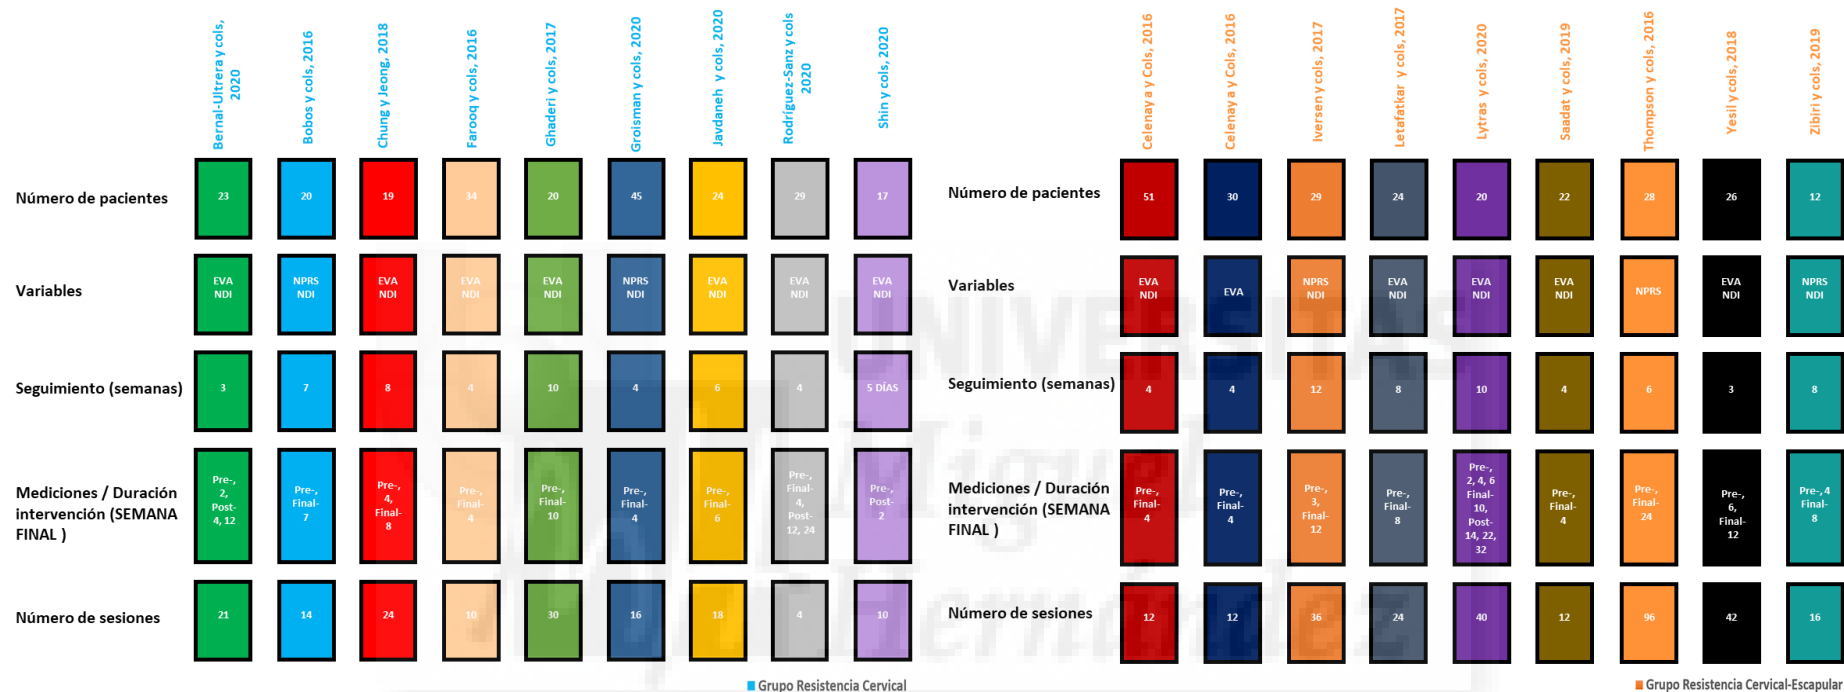 Bernal-Ultrera y cols,
2020
Bobos y cols, 2016
Chung y Jeong, 2018
Farooq y cols, 2016
Ghaderi y cols, 2017
Groisman y cols, 2020
Javdaneh y cols, 2020
Rodríguez-Sanz y cols
2020
Shin y cols, 2020
Número de pacientes
23
20
19
34
20
45
24
29
17
Variables
EVA
NDI
NPRS
NDI
EVA
NDI
EVA
NDI
EVA
NDI
NPRS
NDI
EVA
NDI
EVA
NDI
EVA
NDI
Seguimiento (semanas)
3
7
8
4
10
4
6
4
5 DÍAS
Mediciones / Duración
intervención (SEMANA
FINAL )
Pre-,
2,
Post-
4, 12
Pre-,
Final-
7
Pre-,
4,
Final-
8
Pre-,
Final-
4
Pre-,
Final-
10
Pre-,
Final-
4
Pre-,
Final-
6
Pre-,
Final-
4,
Post-
12, 24
Pre-,
Post-
2
Número de sesiones
21
14
24
10
30
16
18
4
10
Grupo Resistencia Cervical
Celenay a y Cols, 2016
Celenay a y Cols, 2016
Iversen y cols, 2017
Letafatkar y cols, 2017
Lytras y cols, 2020
Saadat y cols, 2019
Thompson y cols, 2016
Yesil y cols, 2018
Zibiri y cols, 2019
Número de pacientes
51
30
29
24
20
22
28
26
12
Variables
EVA
NDI
EVA
NPRS
NDI
EVA
NDI
EVA
NDI
EVA
NDI
NPRS
EVA
NDI
NPRS
NDI
Seguimiento (semanas)
4
4
12
8
10
4
6
3
8
Mediciones / Duración
intervención (SEMANA
FINAL )
Pre-,
Final-
4
Pre-,
Final-
4
Pre-,
3,
Final-
12
Pre-,
Final-
8
Pre-,
2, 4, 6
Final-
10,
Post-
14, 22,
32
Pre-,
Final-
4
Pre-,
Final-
24
Pre-,
6,
Final-
12
Pre-, 4
Final-
8
Número de sesiones
12
12
36
24
40
12
96
42
16
Grupo Resistencia Cervical-Escapular
UNIVERSITAS
Miguel
Hernández